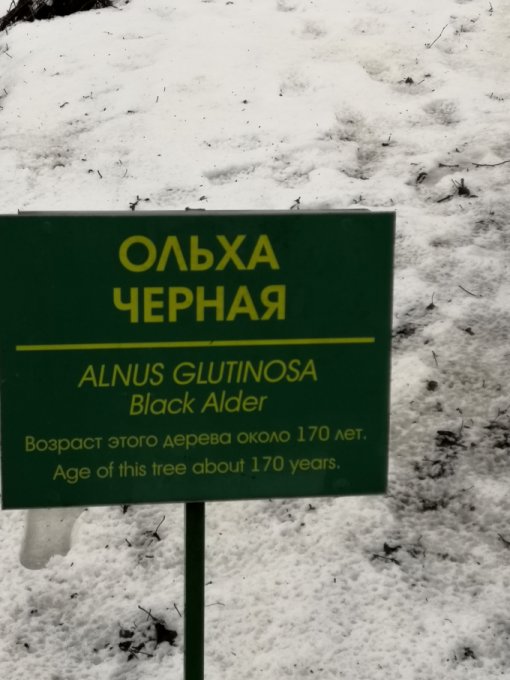 ОЛЬХА
ЧЕРНАЯ
ALNUS GLUTINOSA
Black Alder
Возраст этого дерева около 170 лет.
Age of this tree about 170 years.